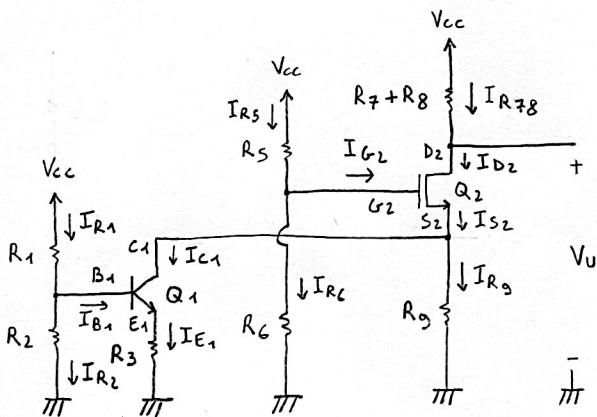 Vcc
Vcc
R7+R8
IR78
IR5
R5
IG2
D2
ID2
+
Vcc
Q2
G2
S2
IS2
IR1
C1
IC1
Vu
R1
B1
Q1
IR6
IR9
IB1
E1
R9
R2
R3
IE1
R6
IR2
-